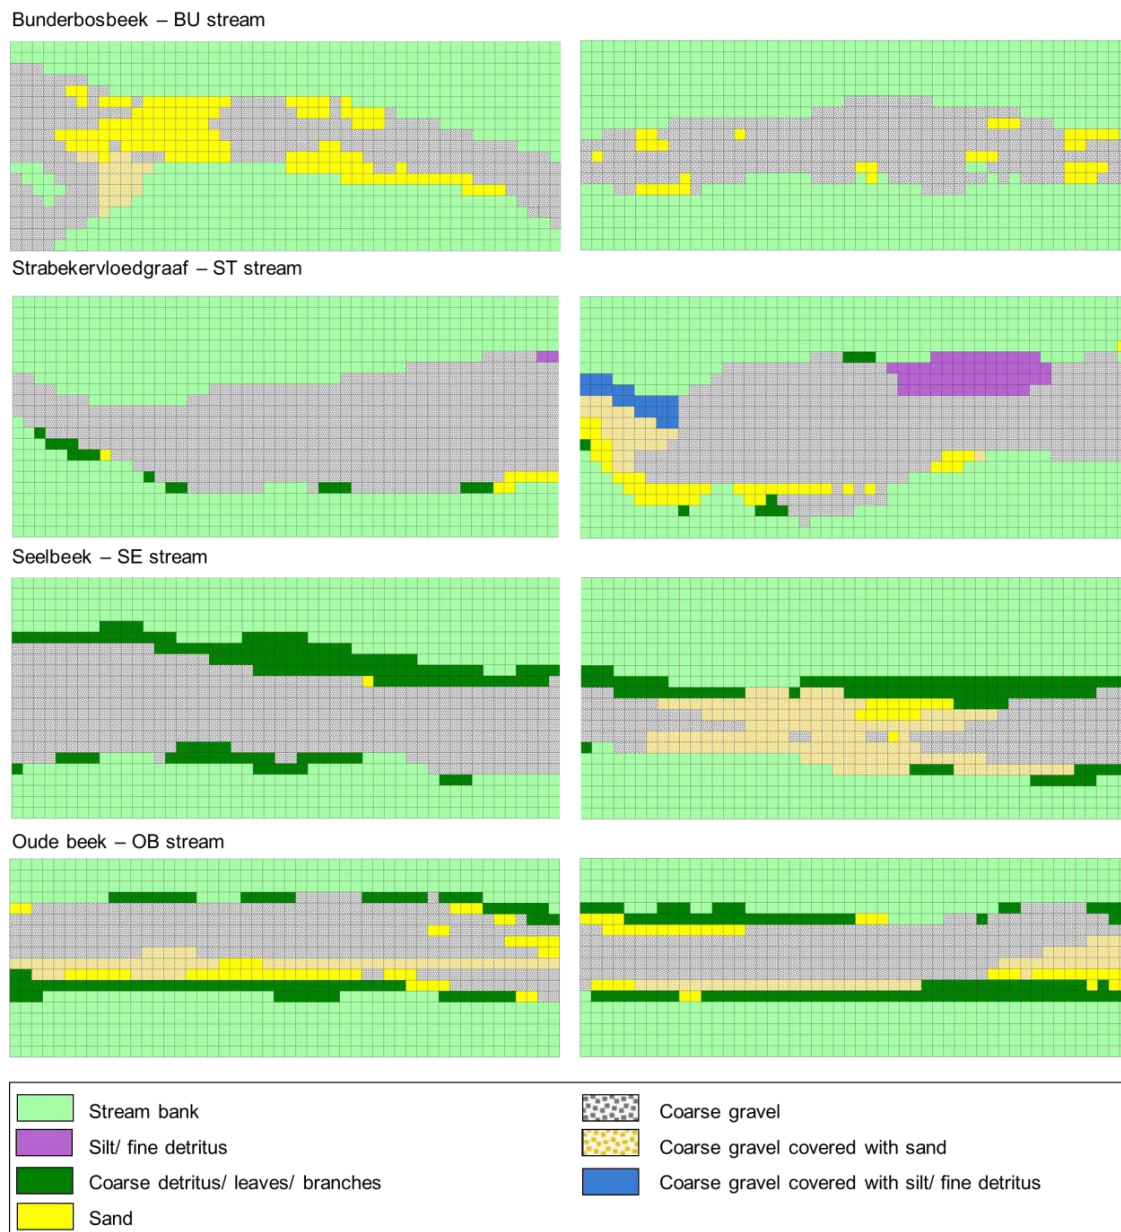 Bunderbosbeek – BU stream
Strabekervloedgraaf – ST stream
Seelbeek – SE stream
Oude beek – OB stream
Stream bank
Silt/ fine detritus
Coarse detritus/ leaves/ branches
Sand
Coarse gravel
Coarse gravel covered with sand
Coarse gravel covered with silt/ fine detritus